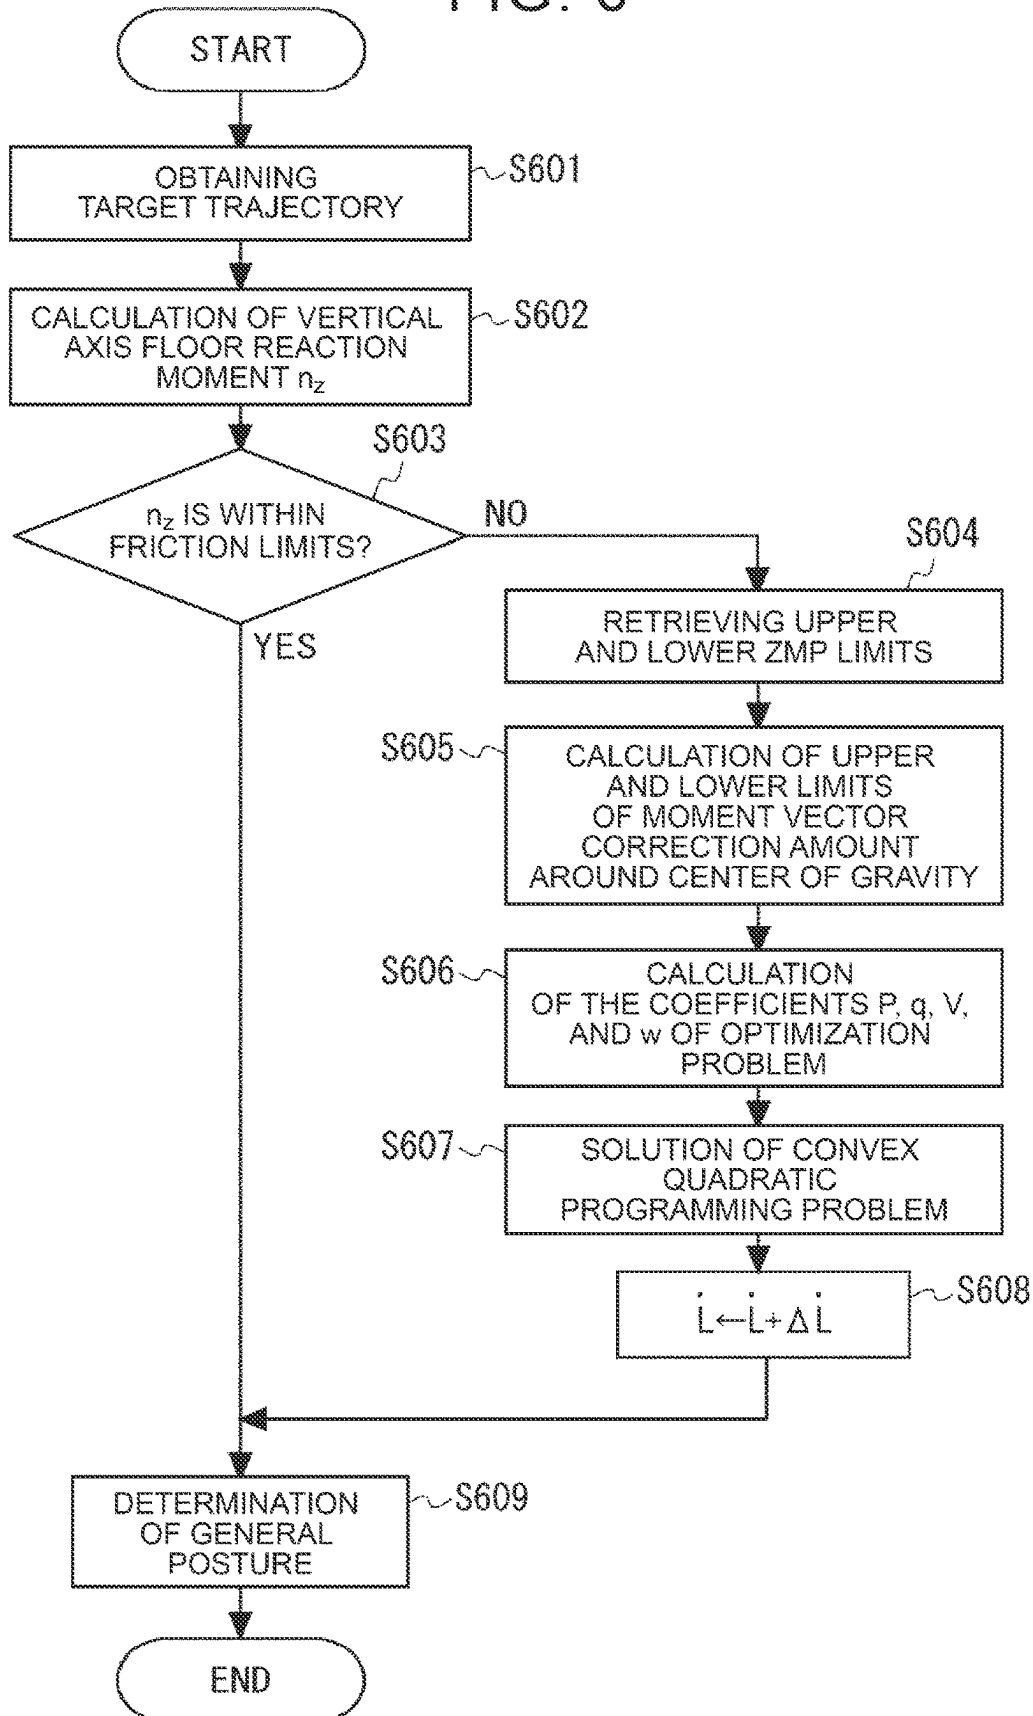 START
OBTAINING
TARGET TRAJECTORY
S601
CALCULATION OF VERTICAL
AXIS FLOOR REACTION
MOMENT nz
S602
S603
nz IS WITHIN
FRICTION LIMITS?
NO
YES
S604
RETRIEVING UPPER
AND LOWER ZMP LIMITS
S605
CALCULATION OF UPPER
AND LOWER LIMITS
OF MOMENT VECTOR
CORRECTION AMOUNT
AROUND CENTER OF GRAVITY
S606
CALCULATION
OF THE COEFFICIENTS P, q, V,
AND w OF OPTIMIZATION
PROBLEM
S607
SOLUTION OF CONVEX
QUADRATIC
PROGRAMMING PROBLEM
S608
L̇←L̇+ΔL̇
DETERMINATION
OF GENERAL
POSTURE
S609
END